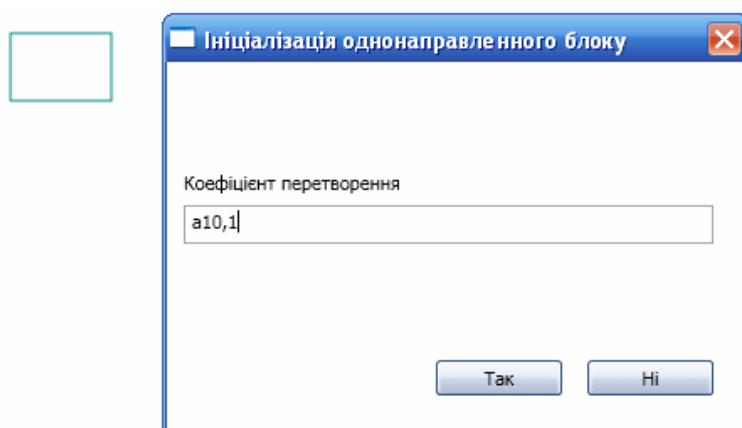 Ініціалізація однонаправленного блоку
Коефіцієнт перетворення
a10,1
Так
Ні